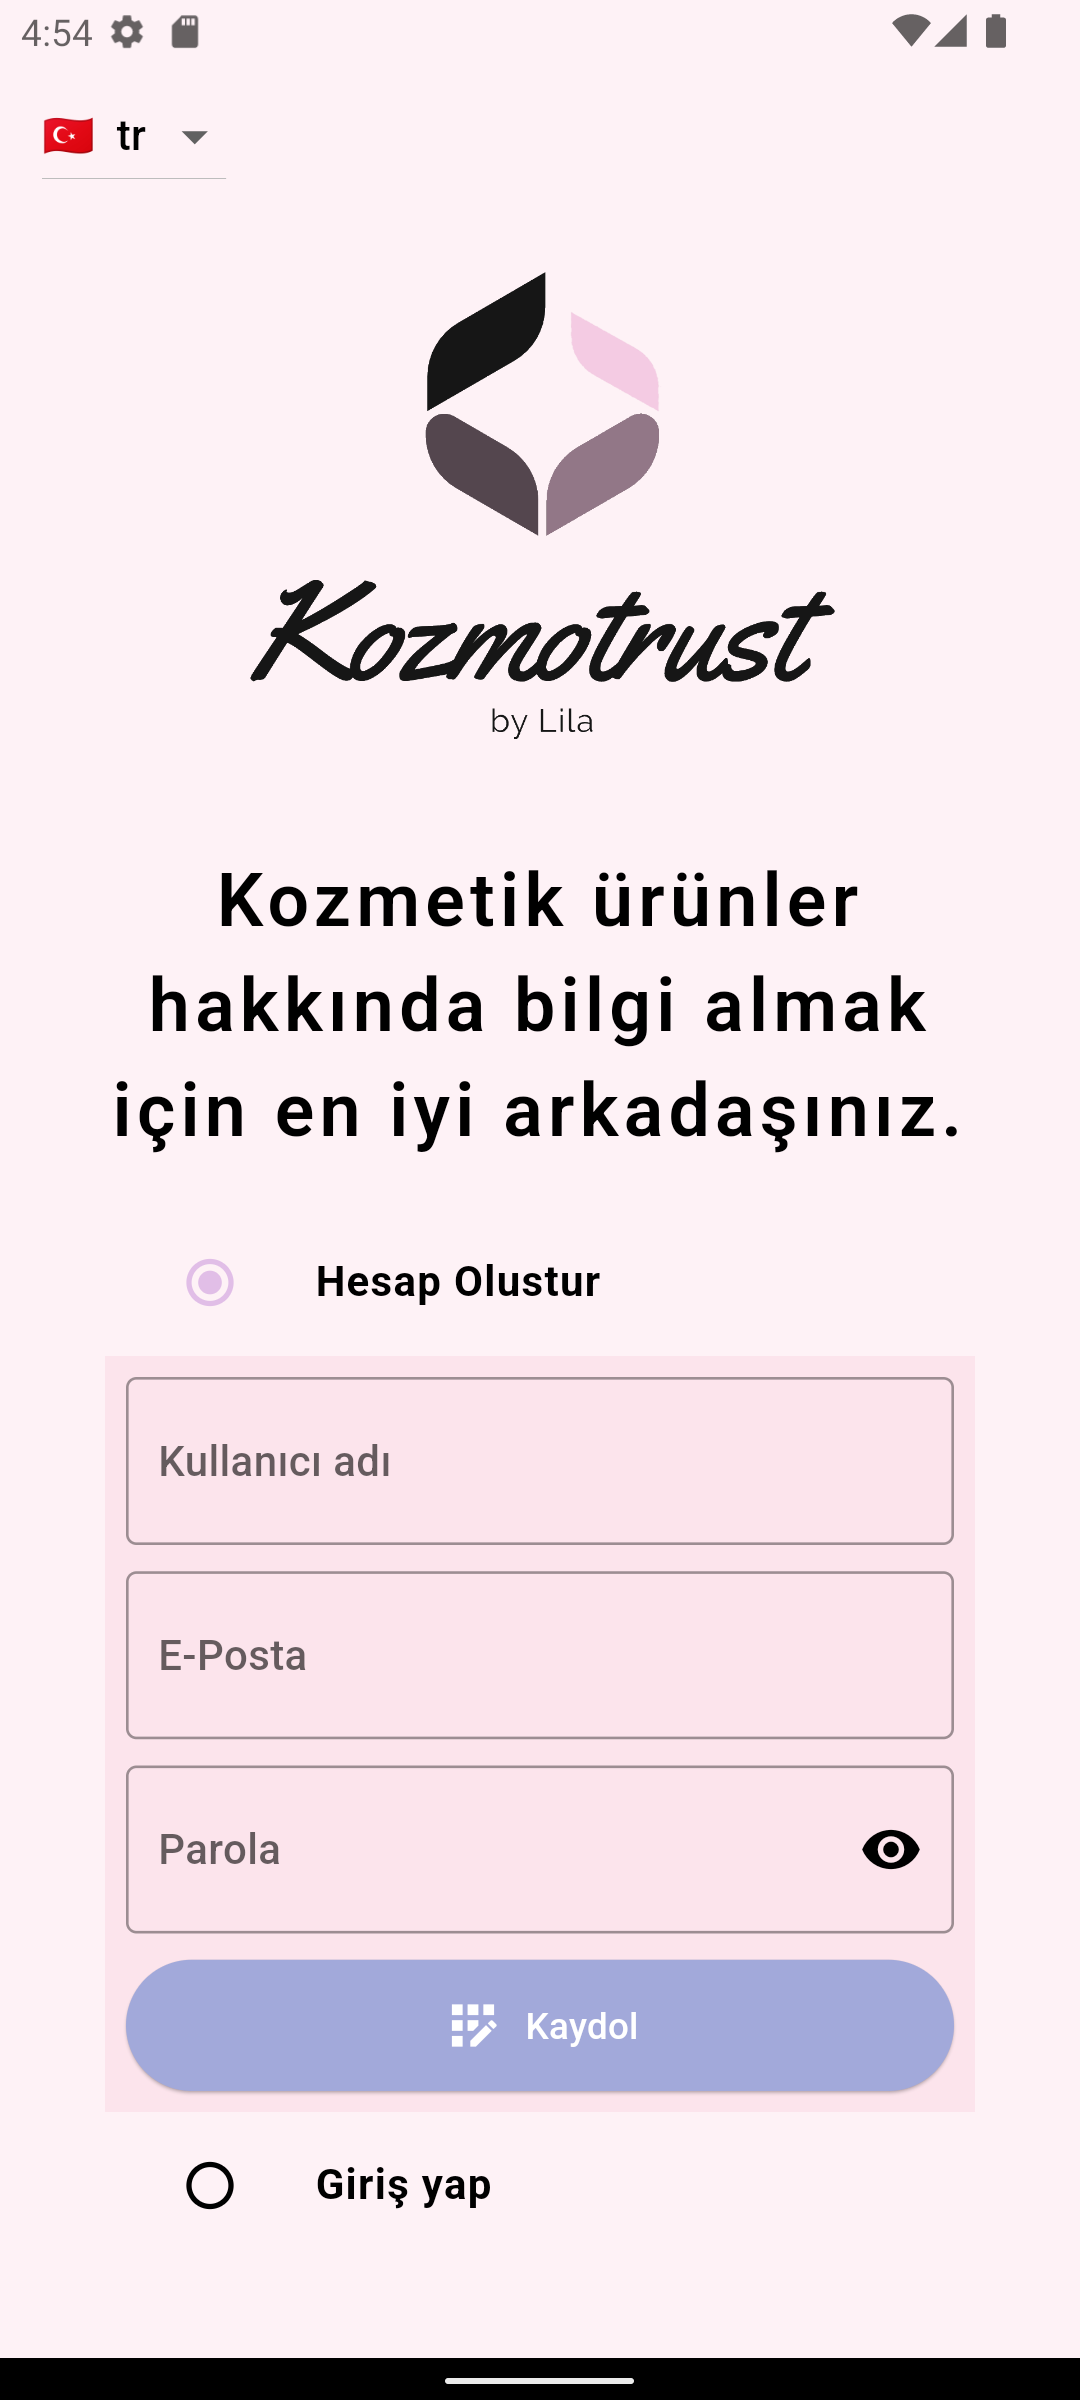 4:54
tr
Kozmotrust
by Lila
Kozmetik ürünler
hakkında bilgi almak
için en iyi arkadaşınız.
Hesap Olustur
Kullanıcı adı
E-Posta
Parola
Kaydol
Giriş yap